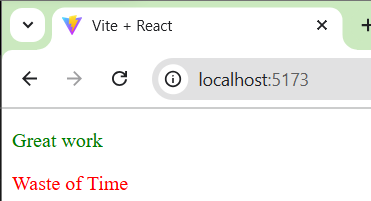 Vite + React
localhost:5173
Great work
Waste of Time